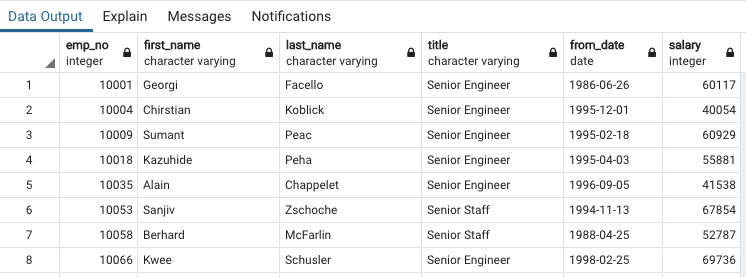 Data Output Explain Messages Notifications
emp_no first_name last_name title from_date salary
integer character varying character varying character varying date integer
1 10001 Georgi Facello Senior Engineer 1986-06-26 60117
2 10004 Chirstian Koblick Senior Engineer 1995-12-01 40054
3 10009 Sumant Peac Senior Engineer 1995-02-18 60929
4 10018 Kazuhide Peha Senior Engineer 1995-04-03 55881
5 10035 Alain Chappelet Senior Engineer 1996-09-05 41538
6 10053 Sanjiv Zschoche Senior Staff 1994-11-13 67854
7 10058 Berhard McFarlin Senior Staff 1988-04-25 52787
8 10066 Kwee Schusler Senior Engineer 1998-02-25 69736